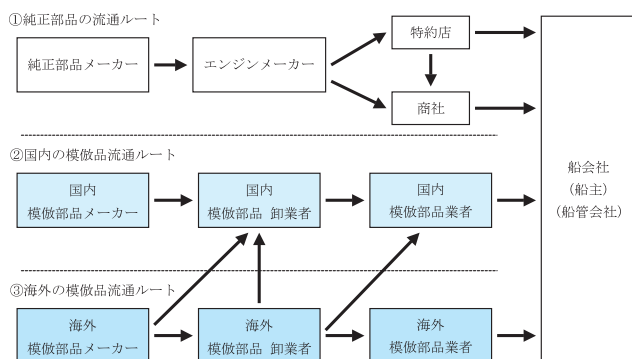 ①純正部品の流通ルート
純正部品メーカー
エンジンメーカー
特約店
商社
②国内の模倣品流通ルート
国内
模倣部品メーカー
国内
模倣部品 卸業者
国内
模倣部品業者
③海外の模倣品流通ルート
海外
模倣部品メーカー
海外
模倣部品 卸業者
海外
模倣部品業者
船会社
(船主)
(船管会社)